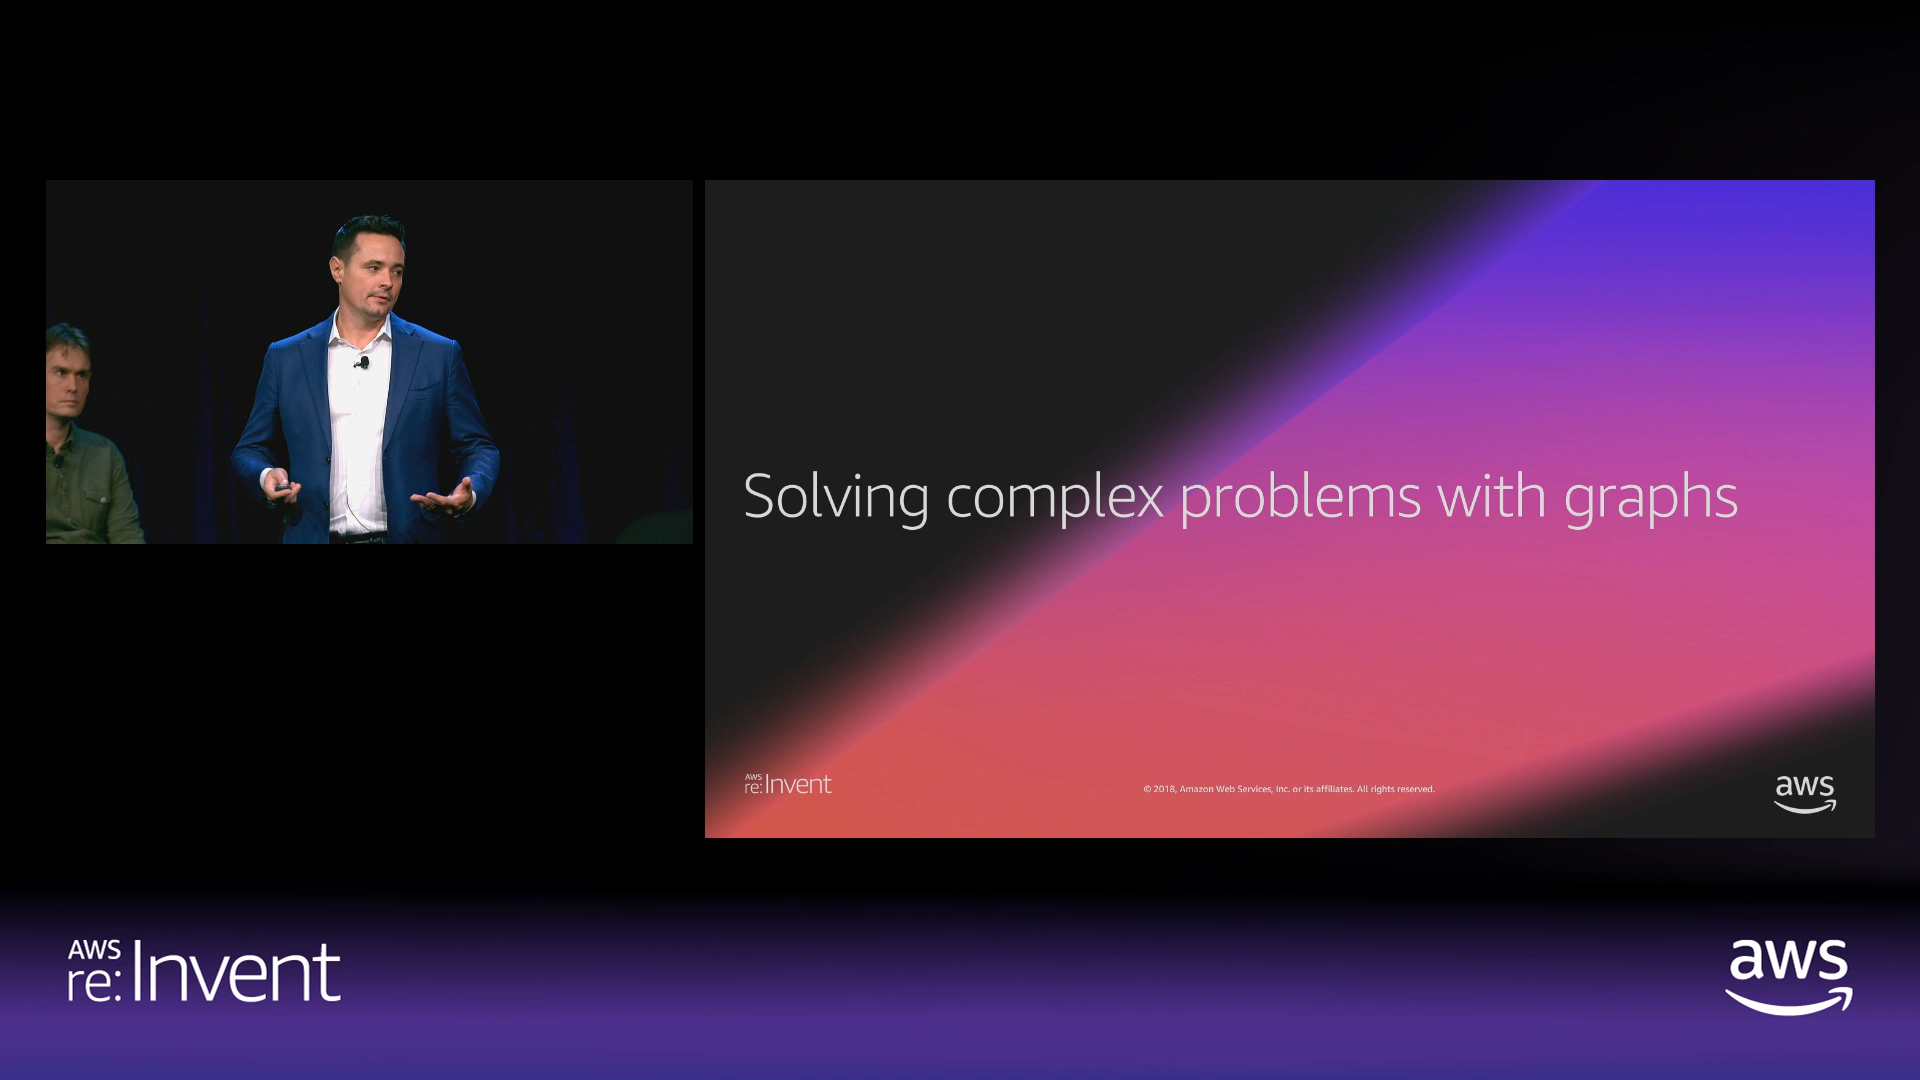 Solving complex problems with graphs
AWS
re:Invent
© 2018, Amazon Web Services, Inc. or its affiliates. All rights reserved.
aws
AWS
re:Invent
aws